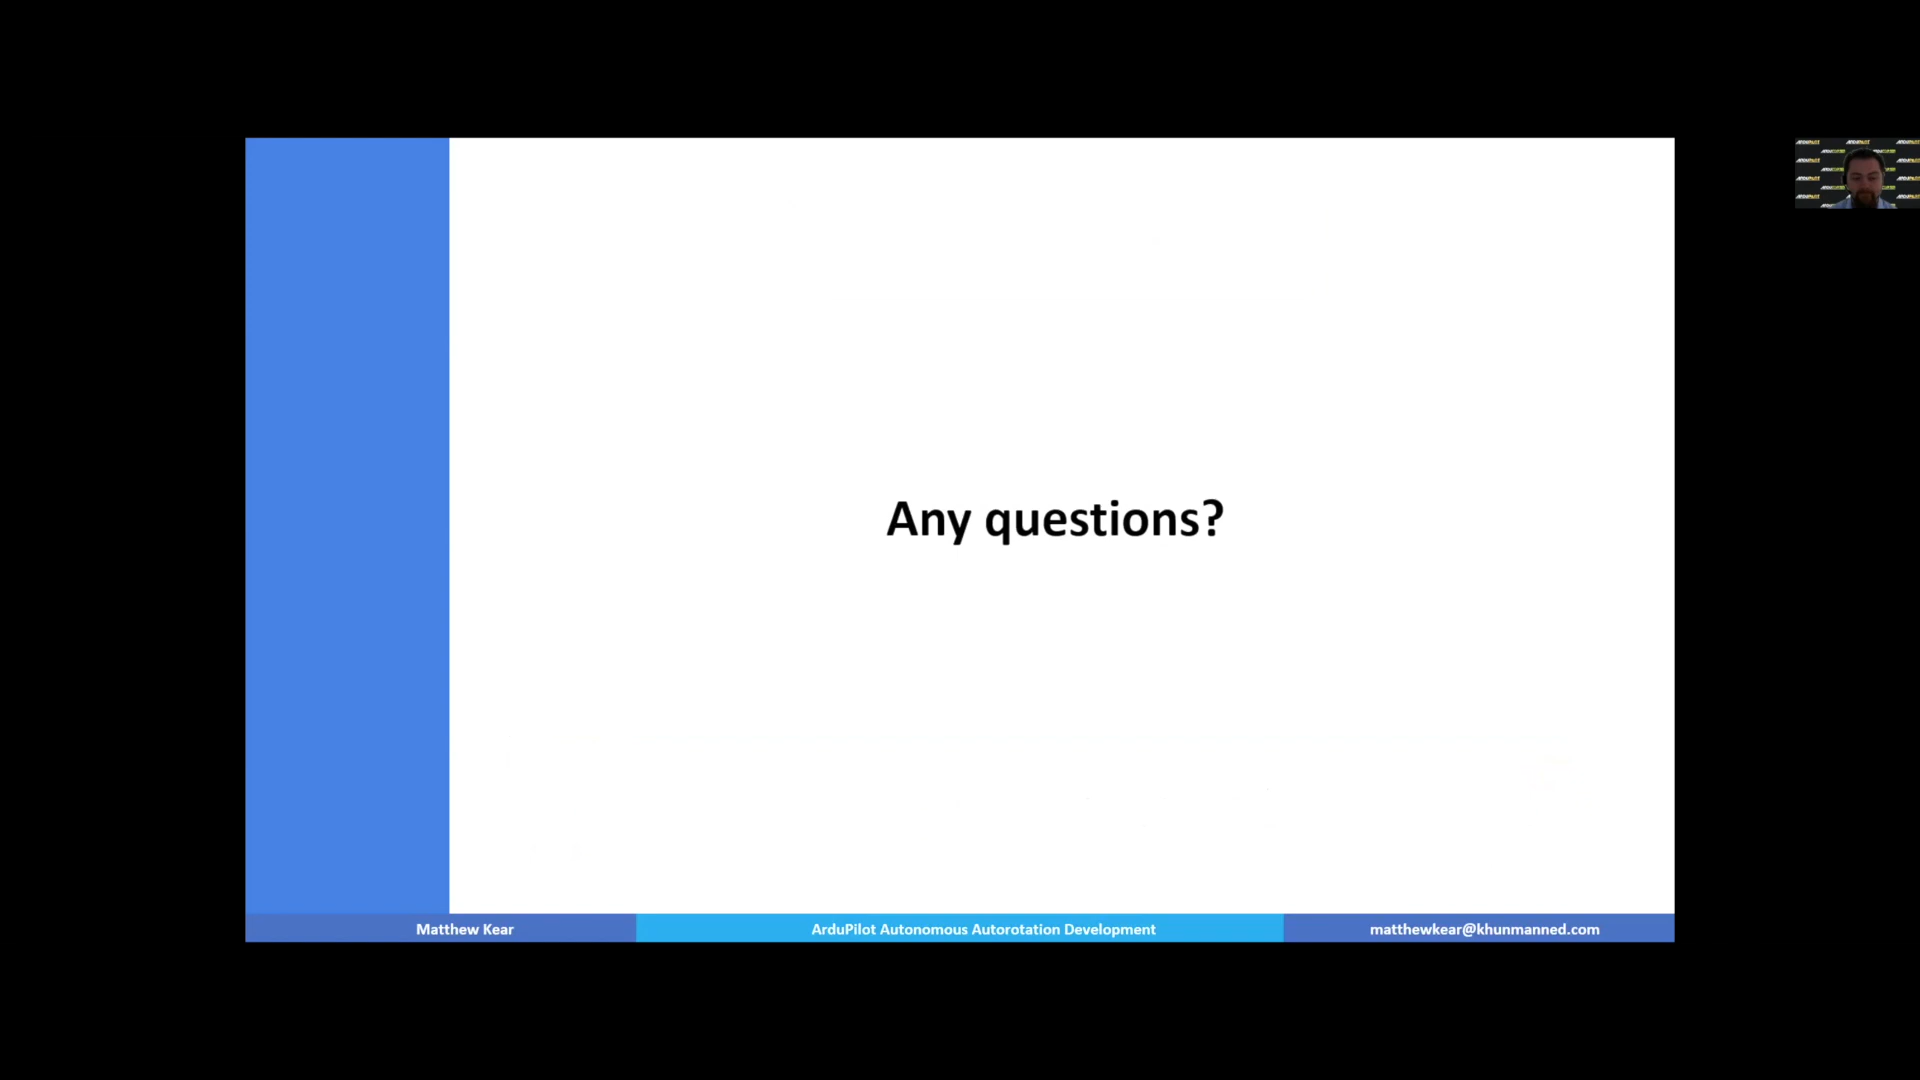 Any questions?
Matthew Kear
ArduPilot Autonomous Autorotation Development
matthewkear@khunmanned.com